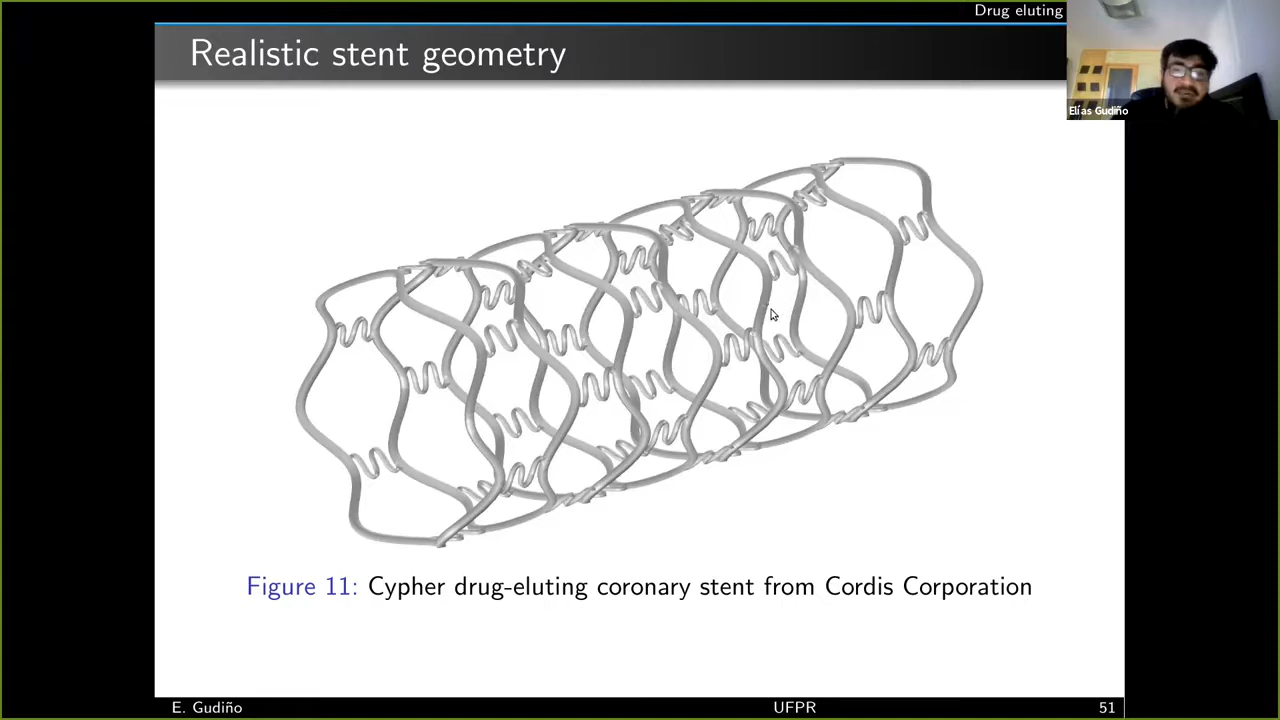 Drug eluting
Realistic stent geometry
Elías Gudiño
Figure 11: Cypher drug-eluting coronary stent from Cordis Corporation
E. Gudiño
UFPR
51